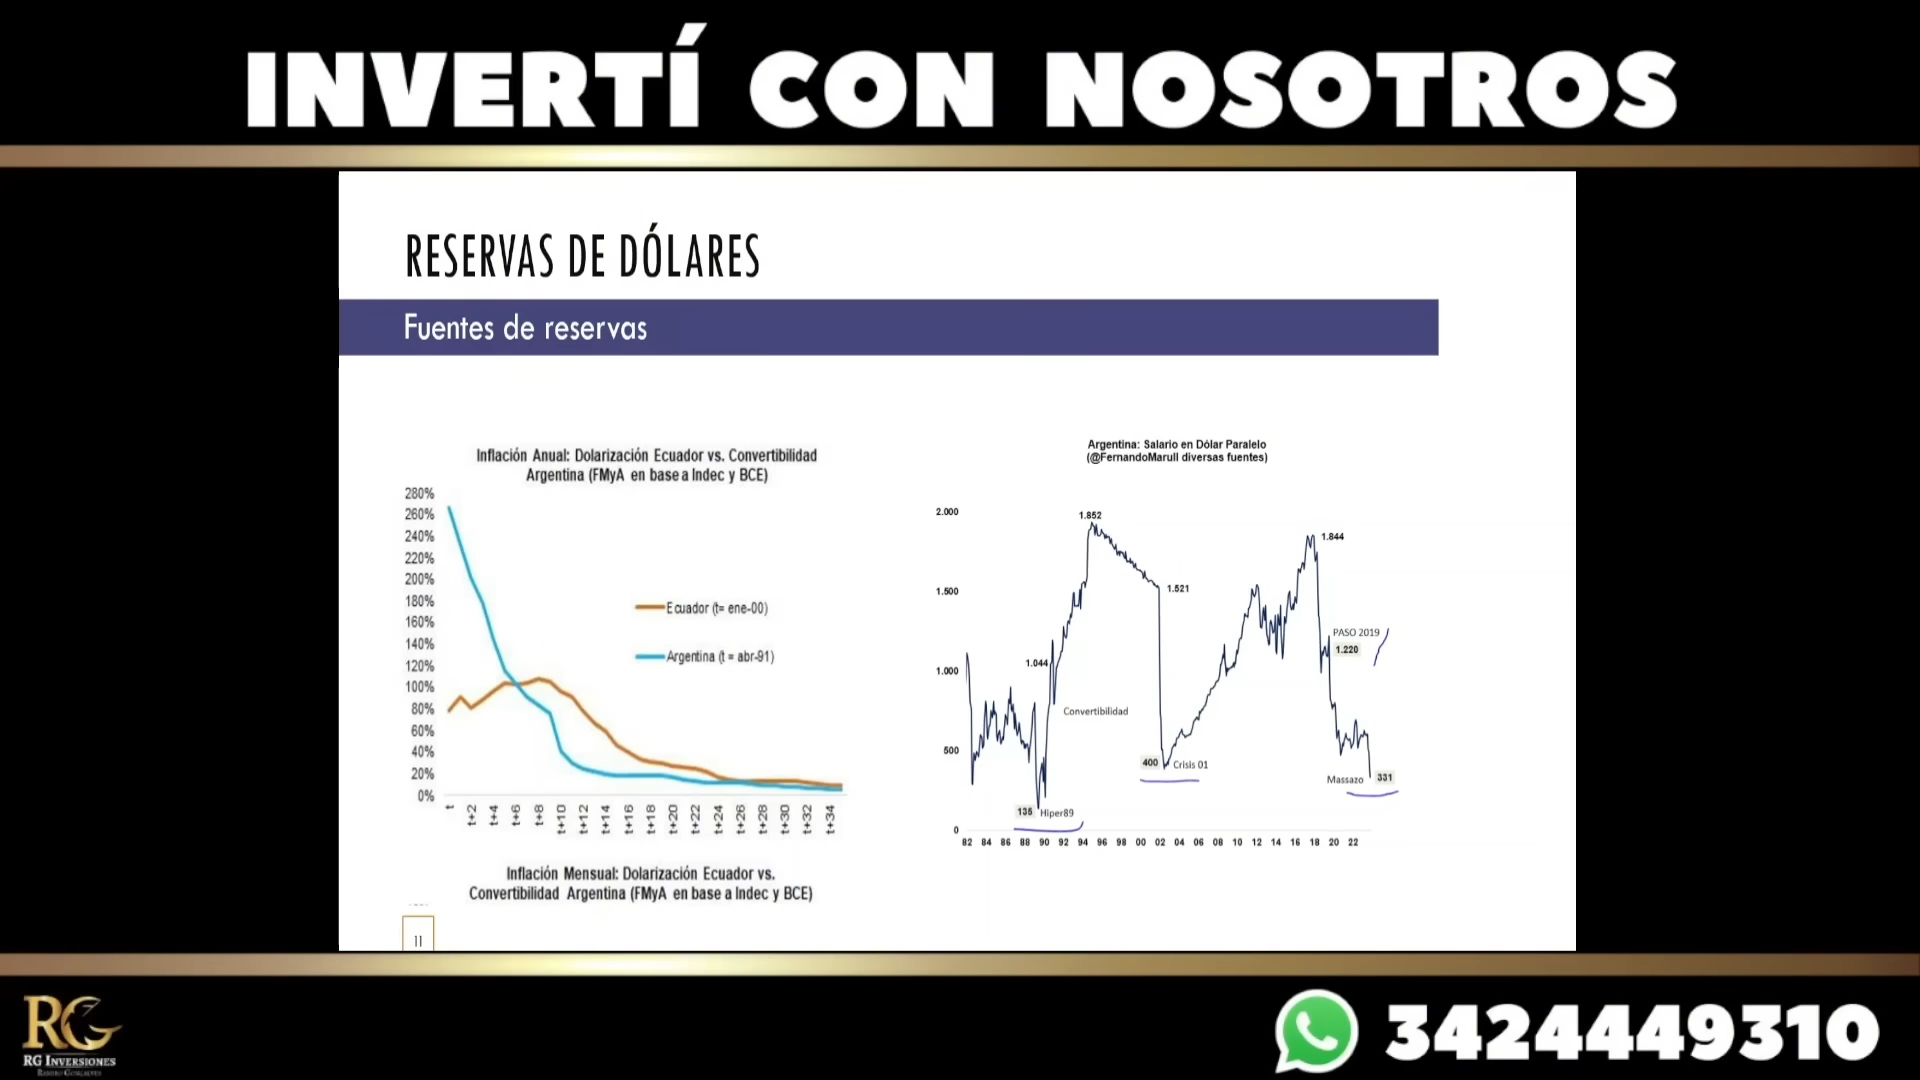 INVERTÍ CON NOSOTROS
RESERVAS DE DÓLARES
Fuentes de reservas
Inflación Anual: Dolarización Ecuador vs. Convertibilidad
Argentina (FMyA en base a Indec y BCE)
280%
260%
240%
220%
200%
180%
160%
140%
120%
100%
80%
60%
40%
20%
0%
Ecuador (t= ene-00)
Argentina (t = abr-91)
t t+2 t+4 t+6 t+8 t+10 t+12 t+14 t+16 t+18 t+20 t+22 t+24 t+26 t+28 t+30 t+32 t+34
Inflación Mensual: Dolarización Ecuador vs.
Convertibilidad Argentina (FMyA en base a Indec y BCE)
11
Argentina: Salario en Dólar Paralelo
(@FernandoMarull diversas fuentes)
2.000
1.500
1.000
500
0
1.852
1.844
1.521
PASO 2019
1.220
1.044
Convertibilidad
400 Crisis 01
Massazo 331
135 Hiper89
82 84 86 88 90 92 94 96 98 00 02 04 06 08 10 12 14 16 18 20 22
RG
RG INVERSIONES
3424449310